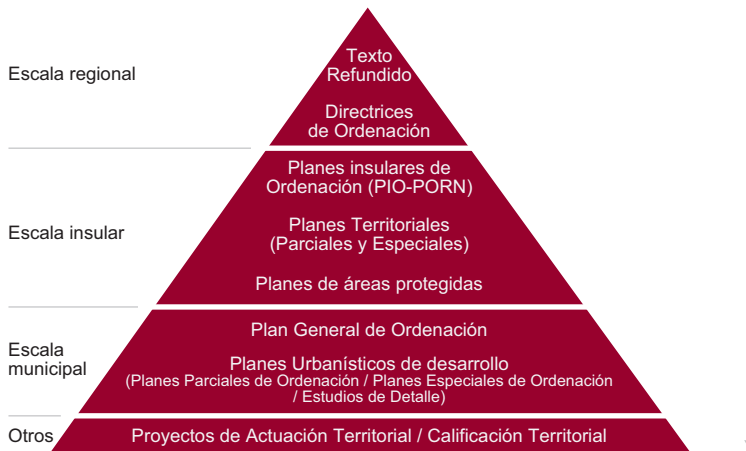 Escala regional
Texto
Refundido
Directrices
de Ordenación
Escala insular
Planes insulares de
Ordenación (PIO-PORN)
Planes Territoriales
(Parciales y Especiales)
Planes de áreas protegidas
Escala
municipal
Plan General de Ordenación
Planes Urbanísticos de desarrollo
(Planes Parciales de Ordenación / Planes Especiales de Ordenación
/ Estudios de Detalle)
Otros
Proyectos de Actuación Territorial / Calificación Territorial